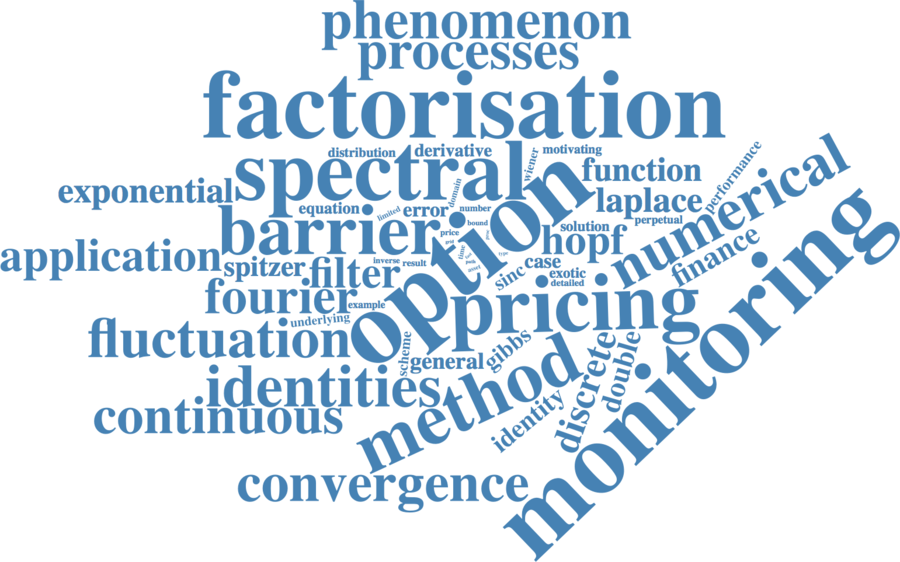 phenomenon
processes
factorisation
distribution
derivative
motivating
wiener
performance
spectral
option
function
numerical
exponential
domain
laplace
equation
limited
error
number
perpetual
barrier
bound
solution
hopf
monitoring
application
price
finance
spitzer
filter
inverse
result
time
sinc
case
exotic
detailed
fourier
example
pricing
underlying
fluctuation
scheme
general
gibbs
discrete
double
identities
method
continuous
identity
convergence